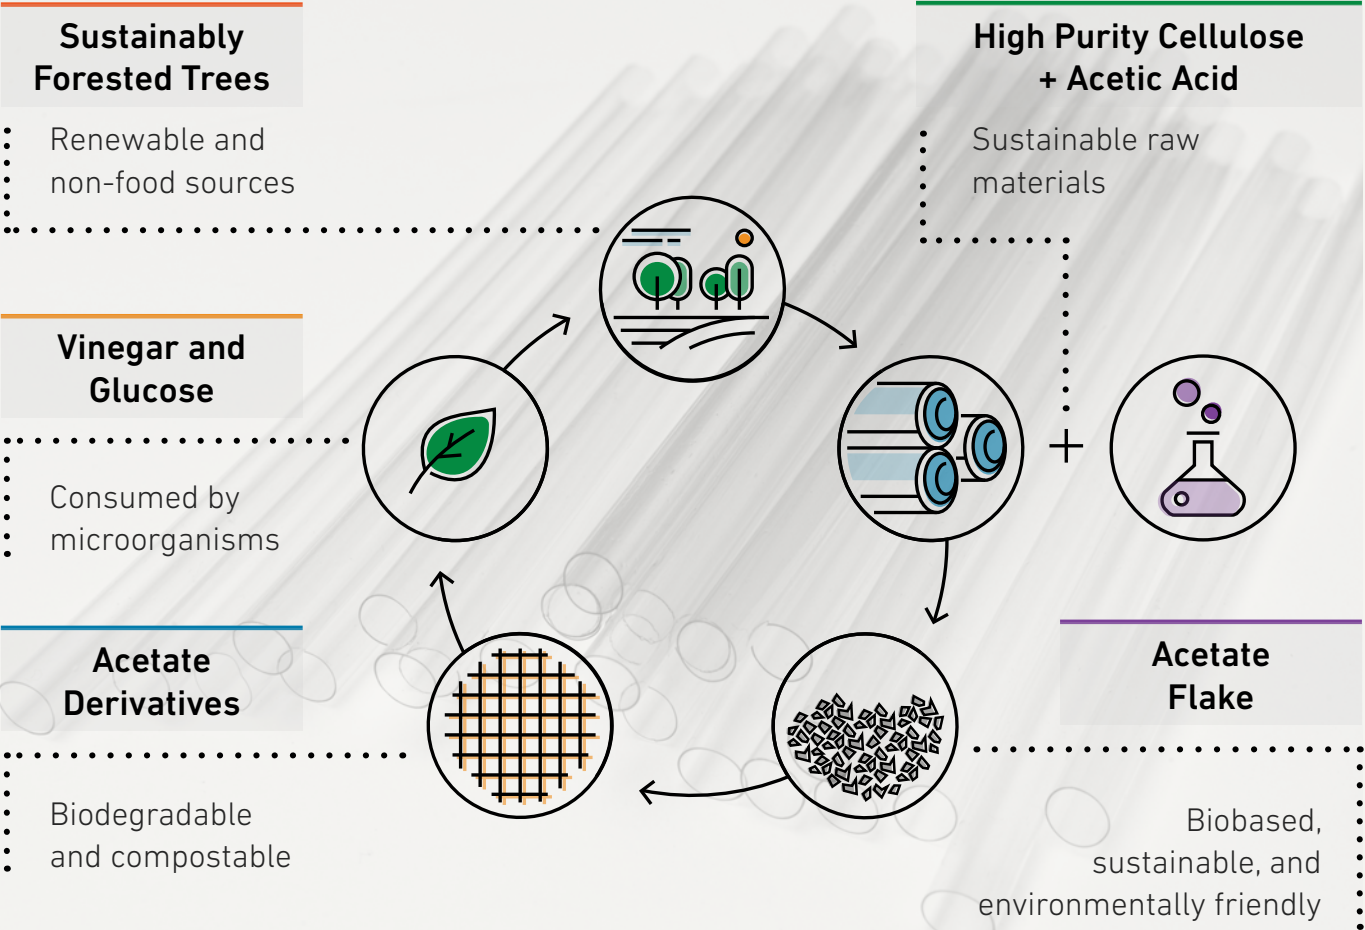 Sustainably
Forested Trees
Renewable and
non-food sources
High Purity Cellulose
+ Acetic Acid
Sustainable raw
materials
Vinegar and
Glucose
Consumed by
microorganisms
+
Acetate
Derivatives
Biodegradable
and compostable
Acetate
Flake
Biobased,
sustainable, and
environmentally friendly